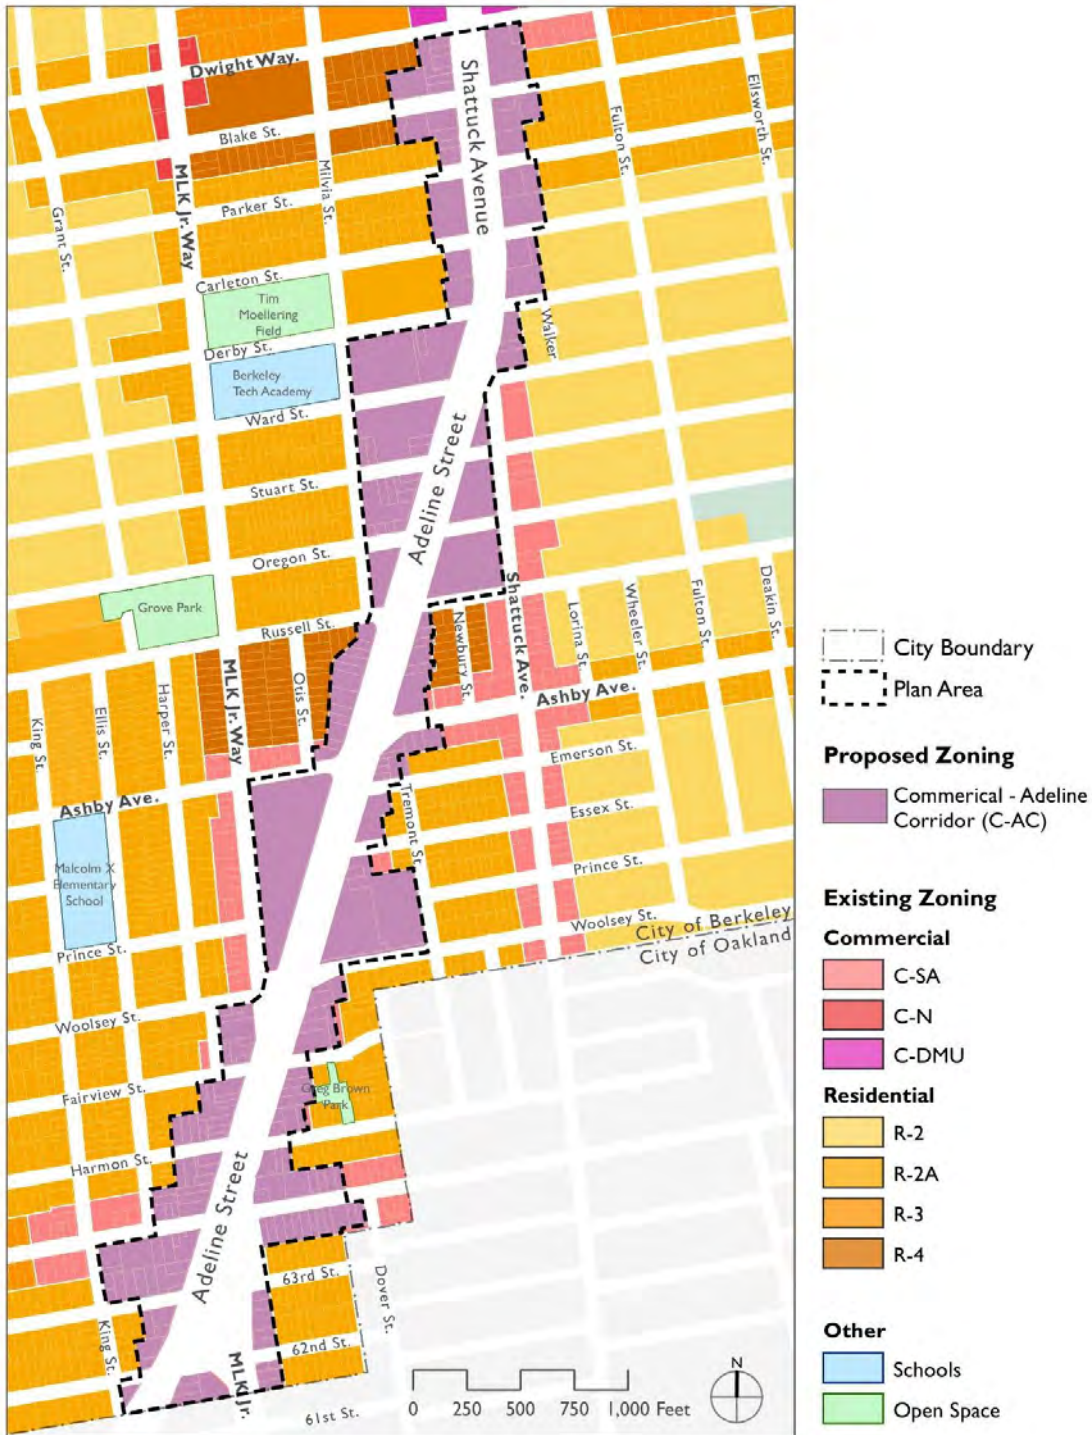 Dwight Way.
Shattuck Avenue
Ellsworth St.
Fulton St.
Blake St.
Milvia St.
MLK Jr. Way
Parker St.
Grant St.
Carleton St.
Tim
Moellering
Field
Walker
Derby St.
Berkeley
Tech Academy
Ward St.
Adeline Street
Stuart St.
Oregon St.
Shattuck Ave.
Deakin St.
Fulton St.
Wheeler St.
Lorina St.
Grove Park
Newbury St.
Russell St.
City Boundary
Plan Area
MLK Jr. Way
Otis St.
Harper St.
Ellis St.
King St.
Ashby Ave.
Emerson St.
Proposed Zoning
Commerical - Adeline
Corridor (C-AC)
Ashby Ave.
Tremont St.
Essex St.
Malcolm X
Elementary
School
Prince St.
Existing Zoning
Woolsey St.
City of Berkeley
City of Oakland
Commercial
Prince St.
C-SA
C-N
Woolsey St.
C-DMU
Fairview St.
Greg Brown
Park
Residential
R-2
Harmon St.
R-2A
R-3
Adeline Street
R-4
63rd St.
Dover St.
King St.
62nd St.
Other
Schools
MLK Jr.
N
0 250 500 750 1,000 Feet
Open Space
61st St.